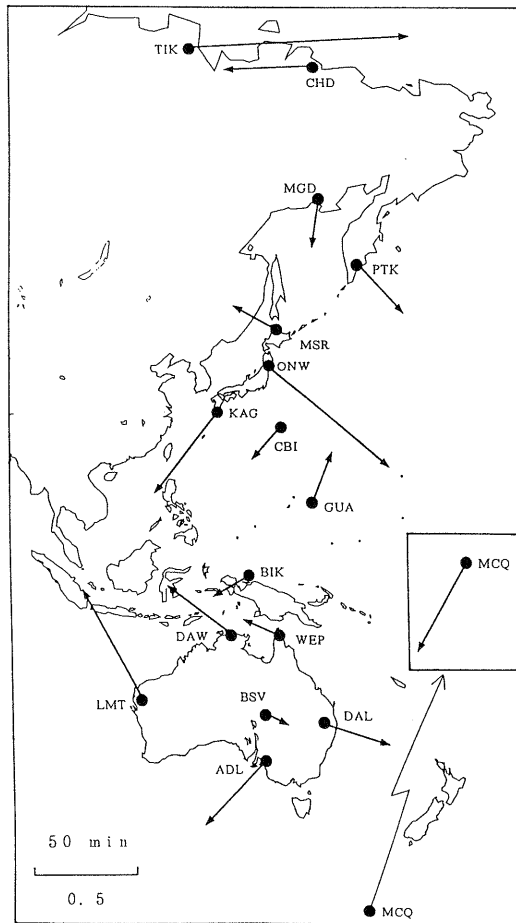 TIK
CHD
MGD
PTK
MSR
ONW
KAG
CBI
GUA
MCQ
BIK
DAW
WEP
LMT
BSV
DAL
ADL
50 min
0.5
MCQ